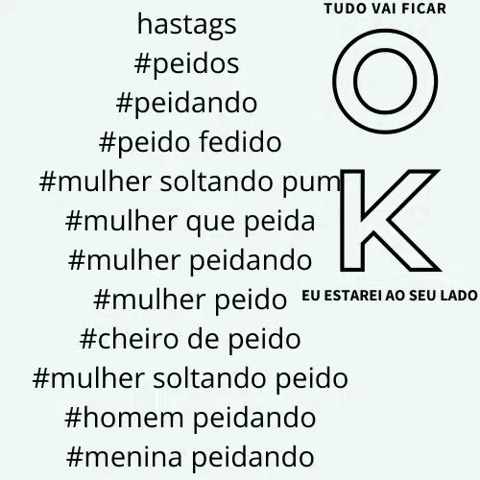 hastags
#peidos
#peidando
#peido fedido
#mulher soltando pum
#mulher que peida
#mulher peidando
#mulher peido
#cheiro de peido
#mulher soltando peido
#homem peidando
#menina peidando
TUDO VAI FICAR
O
K
EU ESTAREI AO SEU LADO